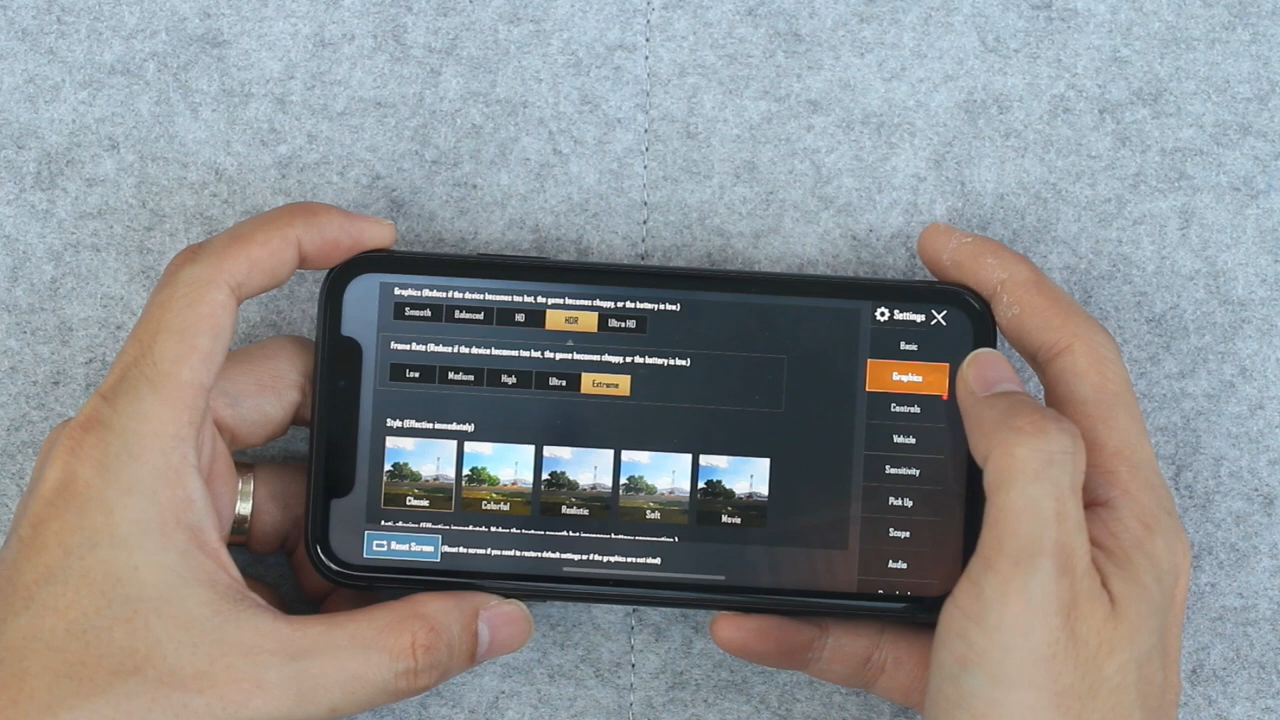 Graphics (Reduce if the device becomes too hot, the game becomes choppy, or the battery is low.)
Smooth Balanced HD HDR Ultra HD
Frame Rate (Reduce if the device becomes too hot, the game becomes choppy, or the battery is low.)
Low Medium High Ultra Extreme
Style (Effective immediately)
Classic Colorful Realistic Soft Movie
Reset Screen (Reset the screen if you need to restore default settings or if the graphics are not ideal)
Settings
Basic
Graphics
Controls
Vehicle
Sensitivity
Pick Up
Scope
Audio